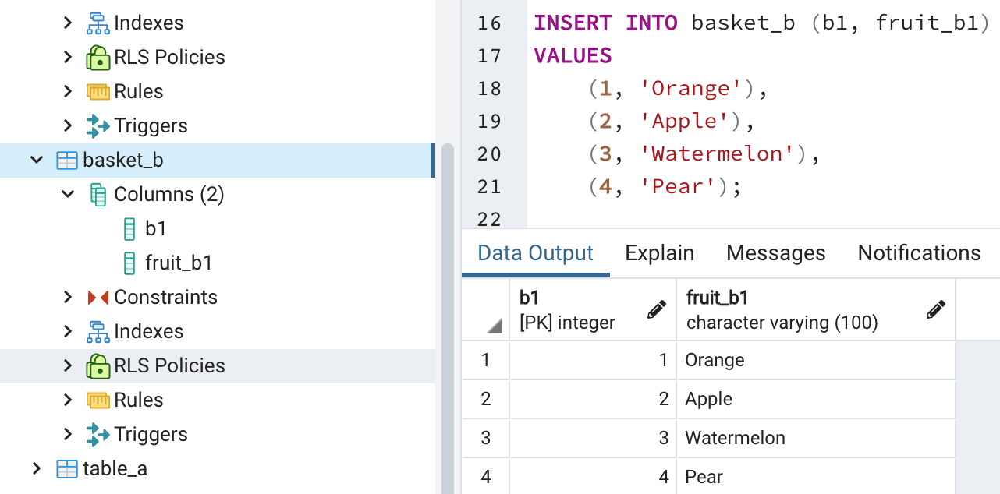 Indexes
RLS Policies
Rules
Triggers
basket_b
Columns (2)
b1
fruit_b1
Constraints
Indexes
RLS Policies
Rules
Triggers
table_a
16 INSERT INTO basket_b (b1, fruit_b1)
17 VALUES
18 (1, 'Orange'),
19 (2, 'Apple'),
20 (3, 'Watermelon'),
21 (4, 'Pear');
22
Data Output Explain Messages Notifications
b1 fruit_b1
[PK] integer character varying (100)
1 1 Orange
2 2 Apple
3 3 Watermelon
4 4 Pear